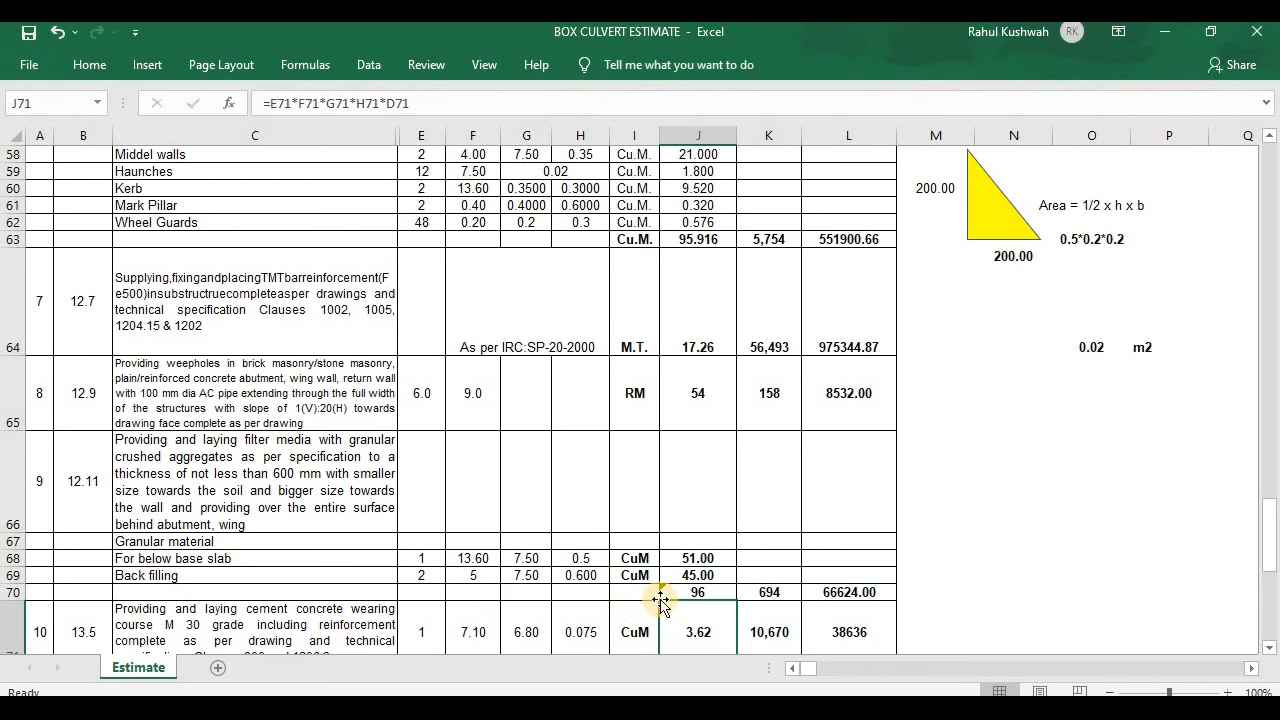 BOX CULVERT ESTIMATE - Excel
Rahul Kushwah RK
File Home Insert Page Layout Formulas Data Review View Help Tell me what you want to do Share
J71 fx =E71*F71*G71*H71*D71
A B C E F G H I J K L M N O P Q
58 Middel walls 2 4.00 7.50 0.35 Cu.M. 21.000
59 Haunches 12 7.50 0.02 Cu.M. 1.800
60 Kerb 2 13.60 0.3500 0.3000 Cu.M. 9.520 200.00
61 Mark Pillar 2 0.40 0.4000 0.6000 Cu.M. 0.320 Area = 1/2 x h x b
62 Wheel Guards 48 0.20 0.2 0.3 Cu.M. 0.576
63 Cu.M. 95.916 5,754 551900.66 0.5*0.2*0.2
200.00
Supplying,fixingandplacingTMTbarreinforcement(F
e500)insubstructruecompleteasper drawings and
7 12.7 technical specification Clauses 1002, 1005,
1204.15 & 1202
64 As per IRC:SP-20-2000 M.T. 17.26 56,493 975344.87 0.02 m2
Providing weepholes in brick masonry/stone masonry,
plain/reinforced concrete abutment, wing wall, return wall
8 12.9 with 100 mm dia AC pipe extending through the full width 6.0 9.0 RM 54 158 8532.00
of the structures with slope of 1(V):20(H) towards
65 drawing face complete as per drawing
Providing and laying filter media with granular
crushed aggregates as per specification to a
9 12.11 thickness of not less than 600 mm with smaller
size towards the soil and bigger size towards
the wall and providing over the entire surface
66 behind abutment, wing
67 Granular material
68 For below base slab 1 13.60 7.50 0.5 CuM 51.00
69 Back filling 2 5 7.50 0.600 CuM 45.00
70 96 694 66624.00
Providing and laying cement concrete wearing
10 13.5 course M 30 grade including reinforcement 1 7.10 6.80 0.075 CuM 3.62 10,670 38636
complete as per drawing and technical
Estimate
Ready 100%